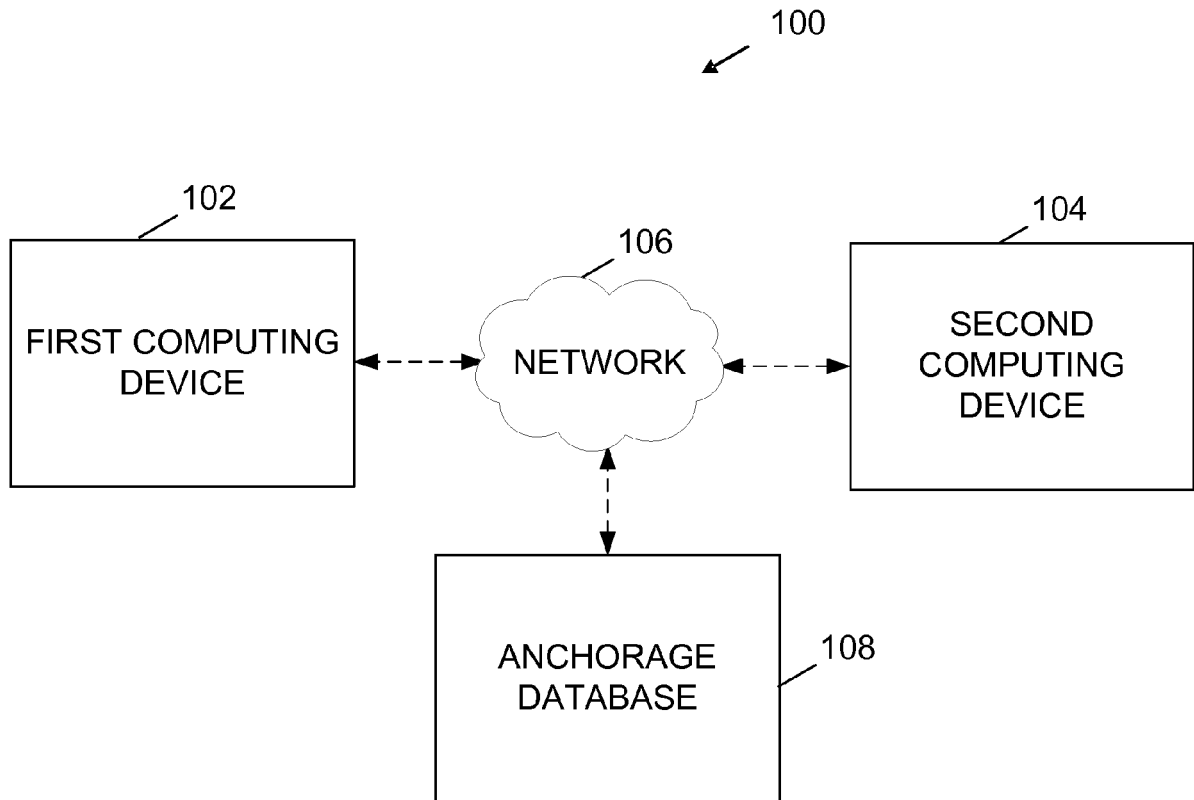 100
102
104
106
FIRST COMPUTING
DEVICE
NETWORK
SECOND
COMPUTING
DEVICE
ANCHORAGE
DATABASE
108